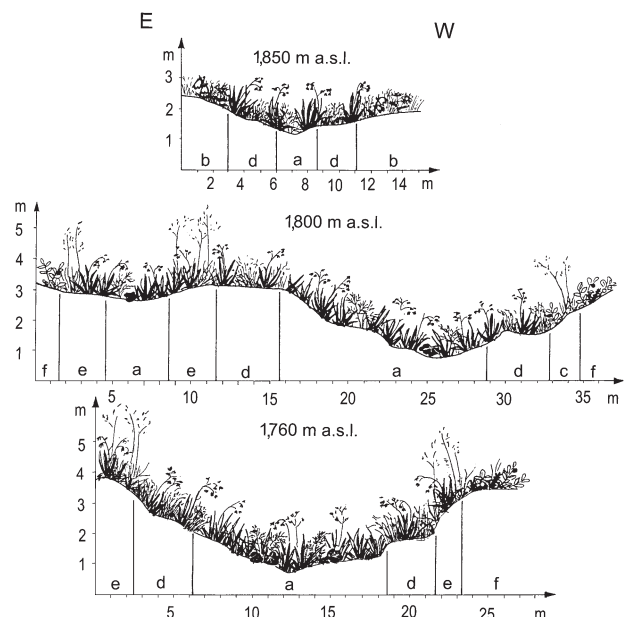 E W
m 1,850 m a.s.l.
3
2
1
b d a d b
2 4 6 8 10 12 14 m
m 1,800 m a.s.l.
5
4
3
2
1
f e a e d a d c f
5 10 15 20 25 30 35 m
m 1,760 m a.s.l.
5
4
3
2
1
e d a d e f
5 10 15 20 25 m